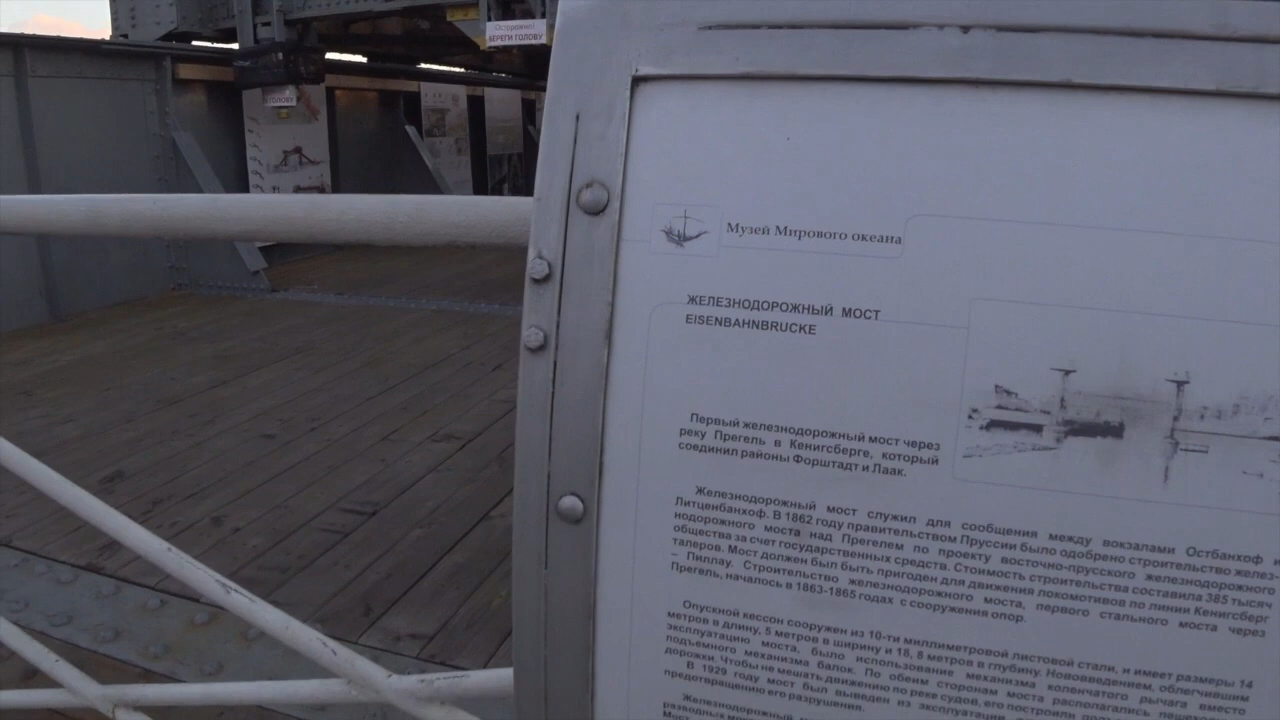 Осторожно!
БЕРЕГИ ГОЛОВУ
ГОЛОВУ
Музей Мирового океана
ЖЕЛЕЗНОДОРОЖНЫЙ МОСТ
EISENBAHNBRUCKE
Первый железнодорожный мост через
реку Прегель в Кенигсберге, который
соединил районы Форштадт и Лаак.
Железнодорожный мост служил для сообщения между вокзалами Остбанхоф и
Литценбанхоф. В 1862 году правительством Пруссии было одобрено строительство желез-
нодорожного моста над Прегелем по проекту восточно-прусского железнодорожного
общества за счет государственных средств. Стоимость строительства составила 385 тысяч
талеров. Мост должен был быть пригоден для движения локомотивов по линии Кенигсберг
– Пиллау. Строительство железнодорожного моста, первого стального моста через
Прегель, началось в 1863-1865 годах с сооружения опор.
Опускной кессон сооружен из 10-ти миллиметровой листовой стали, и имеет размеры 14
метров в длину, 5 метров в ширину и 18, 8 метров в глубину. Нововведением, облегчившим
эксплуатацию моста, было использование механизма коленчатого рычага вместо
подъемного механизма балок. По обеим сторонам моста располагались
дорожки. Чтобы не мешать движению по реке судов, его построили
В 1929 году мост был выведен из эксплуатации,
предотвращению его разрушения.
Железнодорожный
разводных
Мост